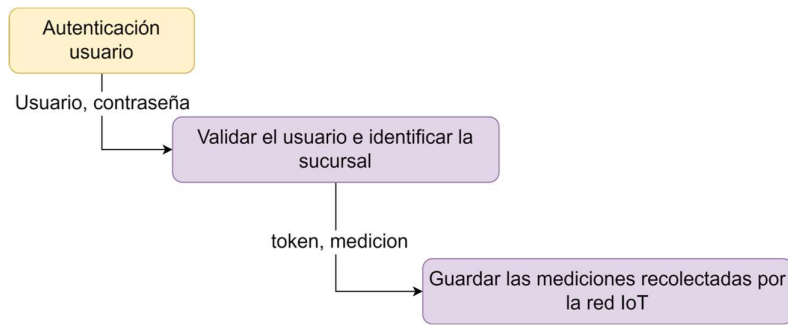 Autenticación
usuario
Usuario, contraseña
Validar el usuario e identificar la
sucursal
token, medicion
Guardar las mediciones recolectadas por
la red IoT